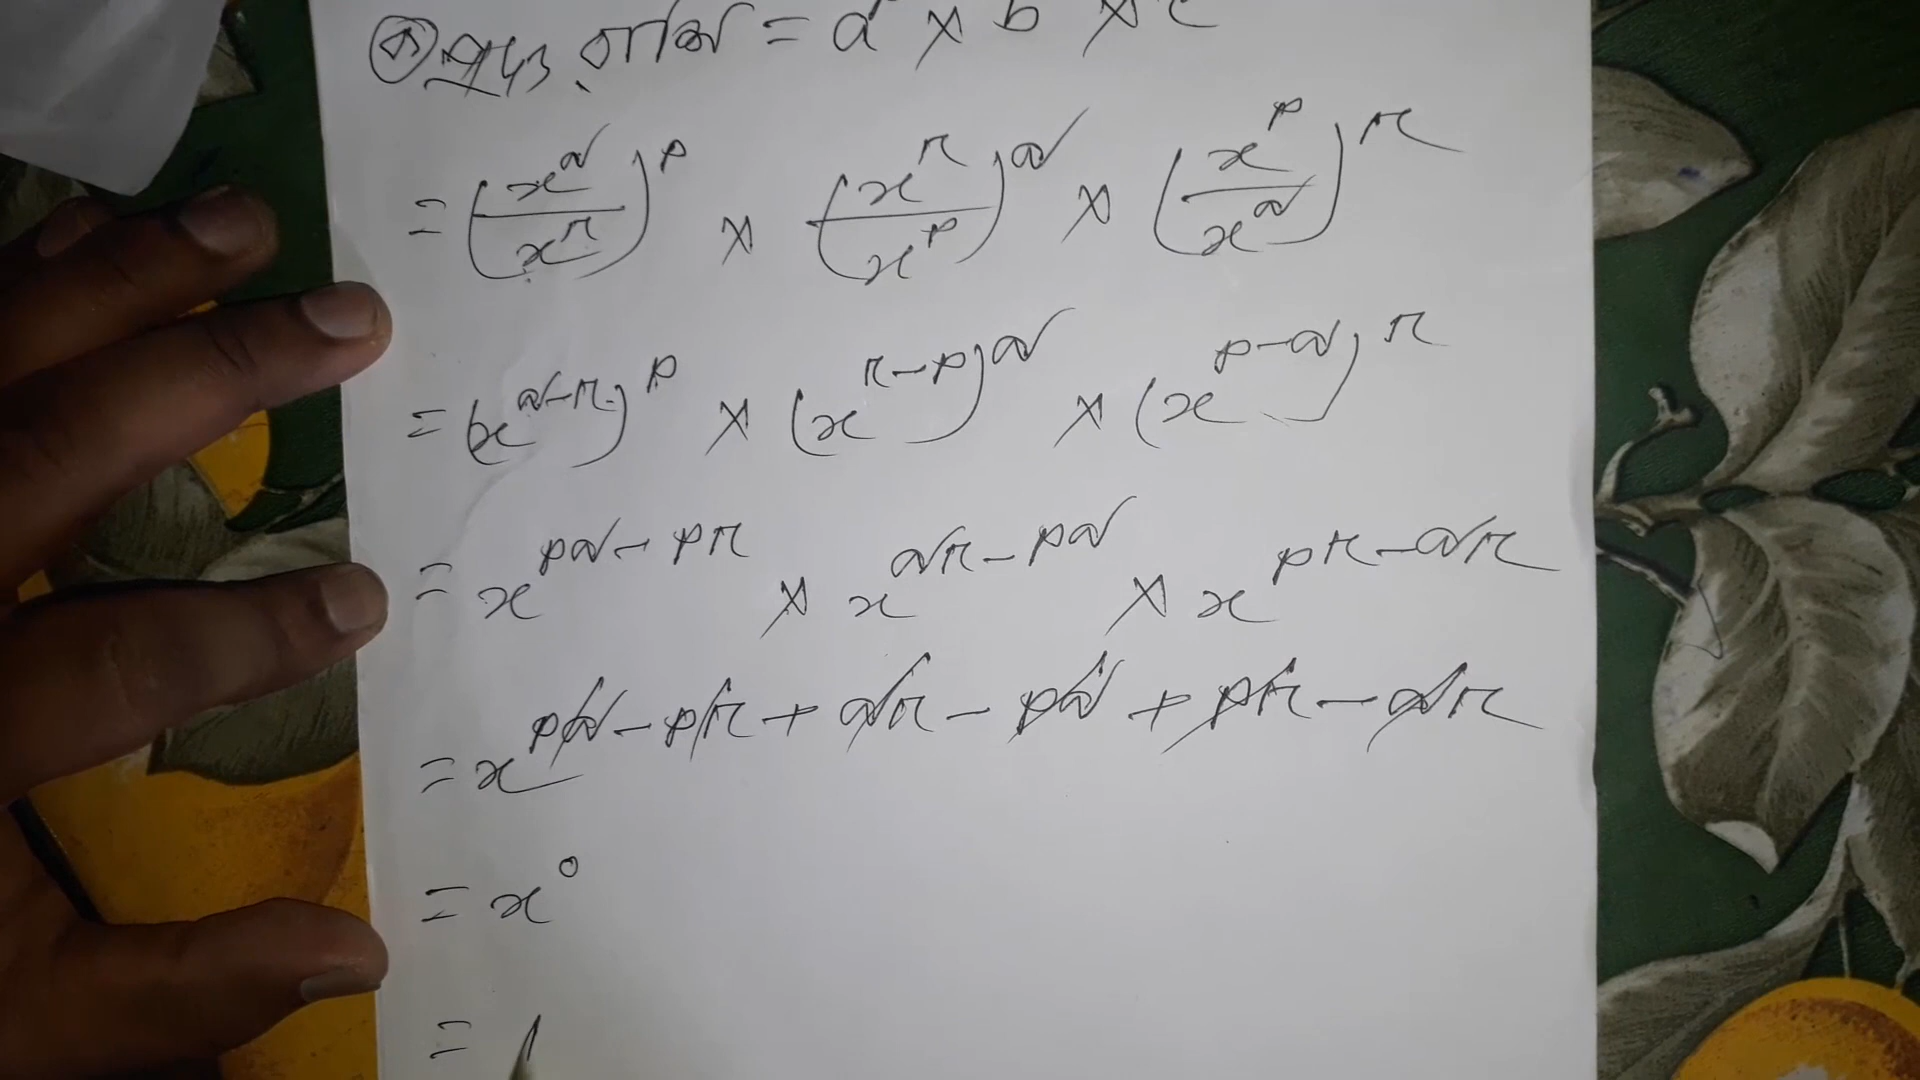 ক প্রদত্ত রাশি = a × b × c
= (x^q/x^r)^p × (x^r/x^p)^q × (x^p/x^q)^r
= (x^(q-r))^p × (x^(r-p))^q × (x^(p-q))^r
= x^(pq-pr) × x^(qr-pq) × x^(pr-qr)
= x^(pq-pr+qr-pq+pr-qr)
= x^0
= 1